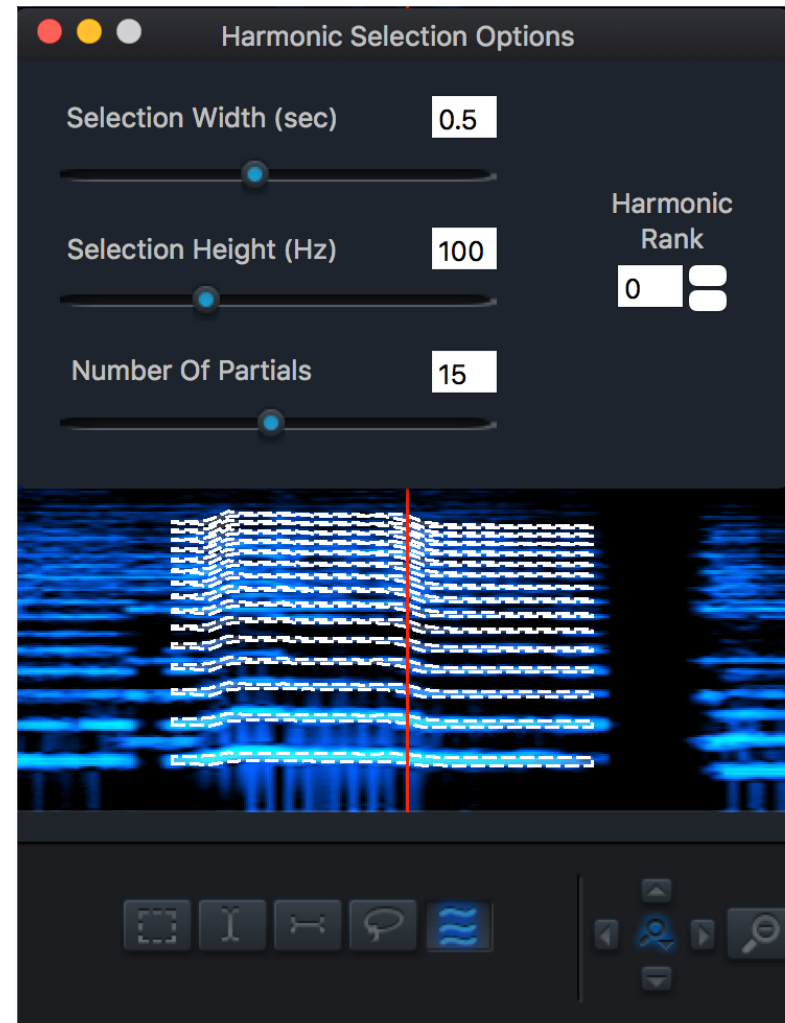 Harmonic Selection Options
Selection Width (sec) 0.5
Selection Height (Hz) 100
Harmonic
Rank
0
Number Of Partials 15